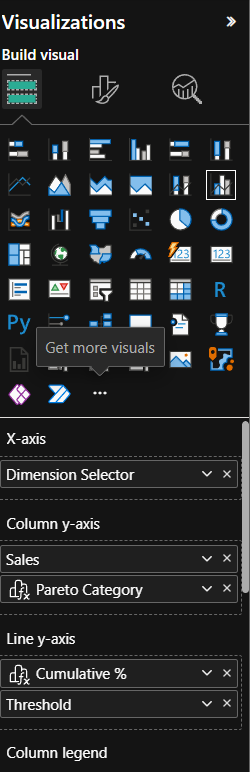 Visualizations
Build visual
123
123
R
Py
Get more visuals
X-axis
Dimension Selector
Column y-axis
Sales
Pareto Category
Line y-axis
Cumulative %
Threshold
Column legend